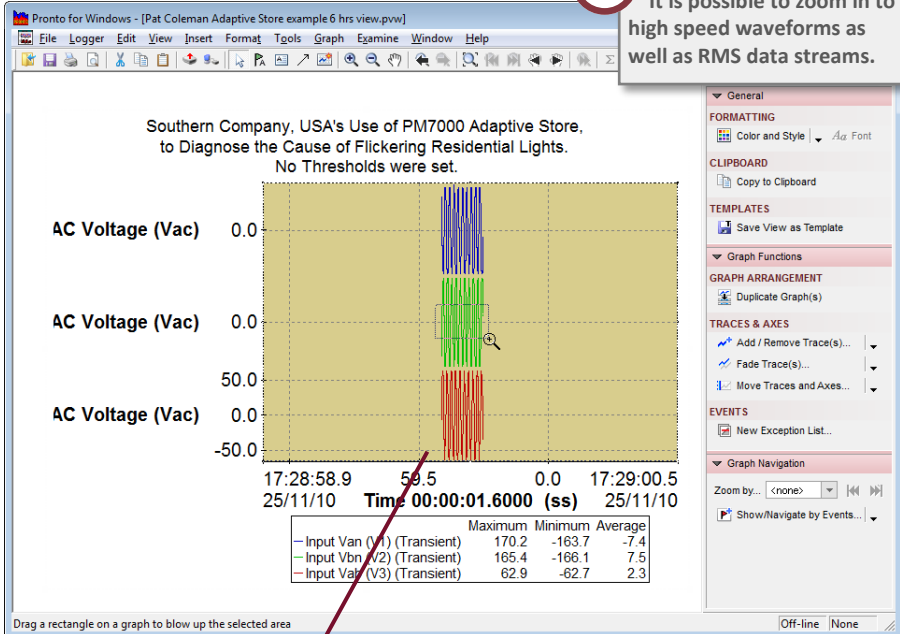 It is possible to zoom in to
high speed waveforms as
well as RMS data streams.
Pronto for Windows - [Pat Coleman Adaptive Store example 6 hrs view.pvw]
File Logger Edit View Insert Format Tools Graph Examine Window Help
Southern Company, USA's Use of PM7000 Adaptive Store,
to Diagnose the Cause of Flickering Residential Lights.
No Thresholds were set.
AC Voltage (Vac) 0.0
AC Voltage (Vac) 0.0
50.0
AC Voltage (Vac) 0.0
-50.0
17:28:58.9 59.5 0.0 17:29:00.5
25/11/10 Time 00:00:01.6000 (ss) 25/11/10
Maximum Minimum Average
Input Van (V1) (Transient) 170.2 -163.7 -7.4
Input Vbn (V2) (Transient) 165.4 -166.1 7.5
Input Vab (V3) (Transient) 62.9 -62.7 2.3
General
FORMATTING
Color and Style Aa Font
CLIPBOARD
Copy to Clipboard
TEMPLATES
Save View as Template
Graph Functions
GRAPH ARRANGEMENT
Duplicate Graph(s)
TRACES & AXES
Add / Remove Trace(s)...
Fade Trace(s)...
Move Traces and Axes...
EVENTS
New Exception List...
Graph Navigation
Zoom by... <none>
Show/Navigate by Events...
Drag a rectangle on a graph to blow up the selected area
Off-line None